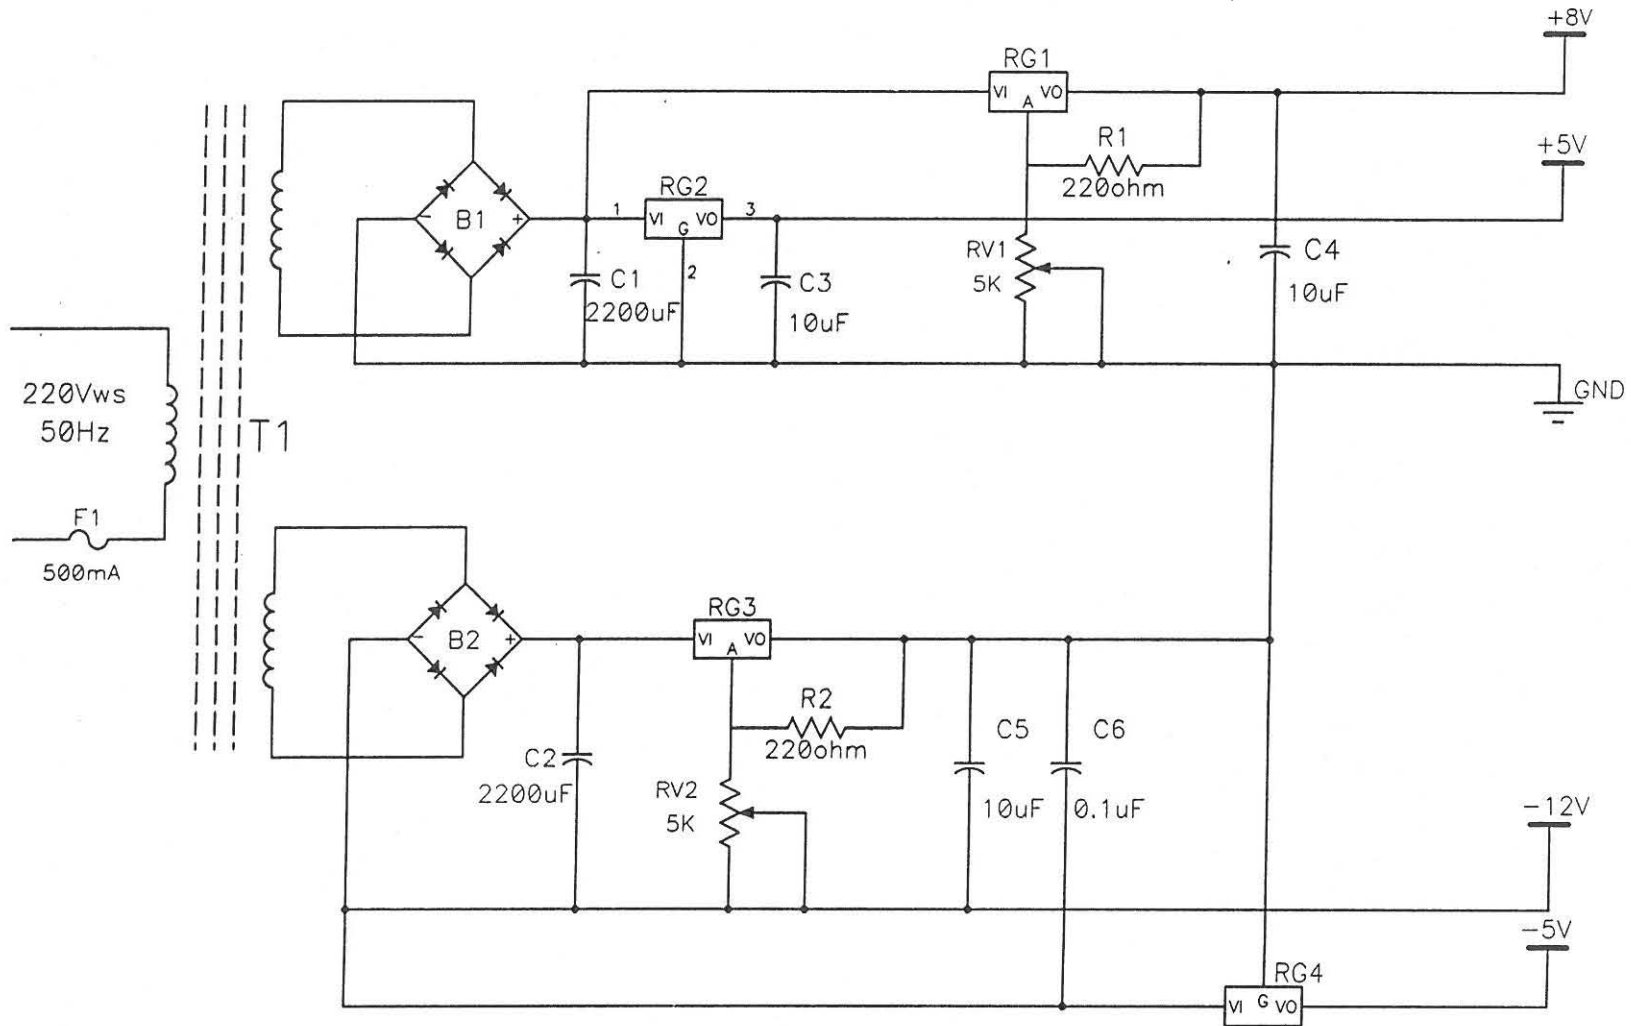 +8V
RG1
VI
A
VO
+5V
R1
220ohm
RG2
1
VI
G
VO
3
2
B1
-
+
C1
2200uF
C3
10uF
RV1
5K
C4
10uF
220Vws
50Hz
T1
GND
F1
500mA
RG3
VI
A
VO
B2
-
+
R2
220ohm
C2
2200uF
RV2
5K
C5
10uF
C6
0.1uF
-12V
-5V
RG4
VI
G
VO